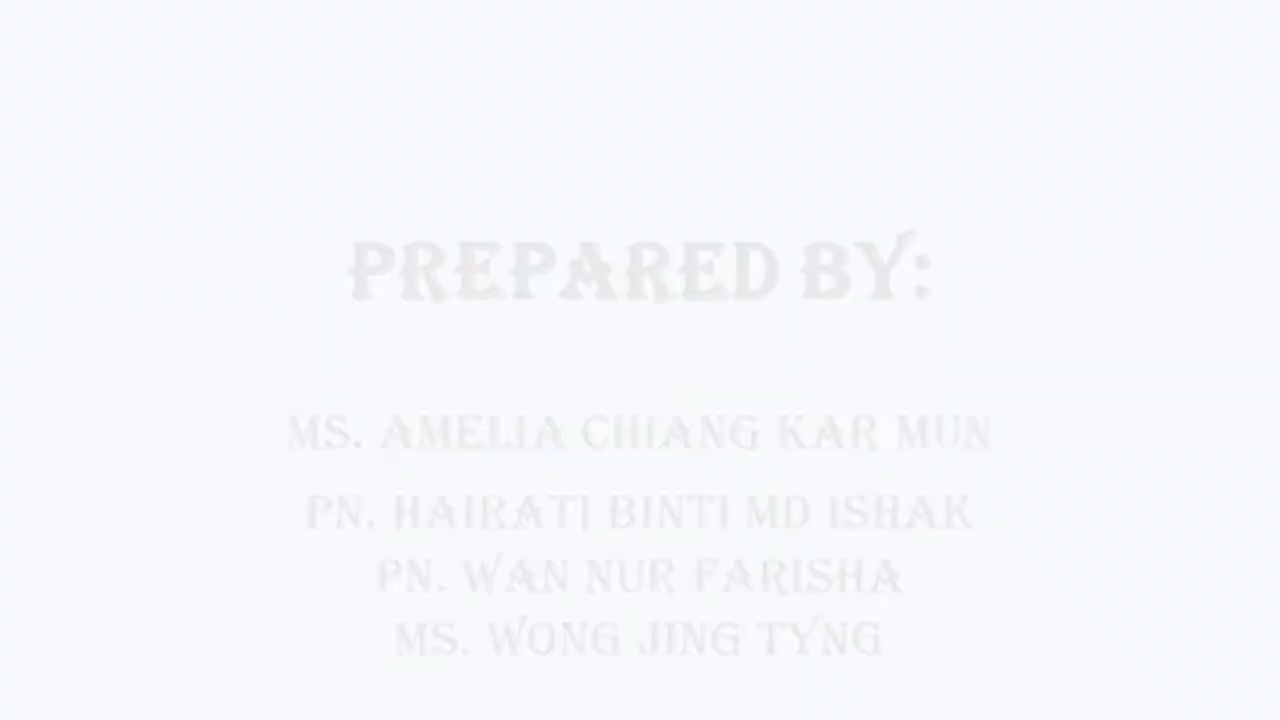 PREPARED BY:
MS. AMELIA CHIANG KAR MUN
PN. HAIRATI BINTI MD ISHAK
PN. WAN NUR FARISHA
MS. WONG JING TYNG